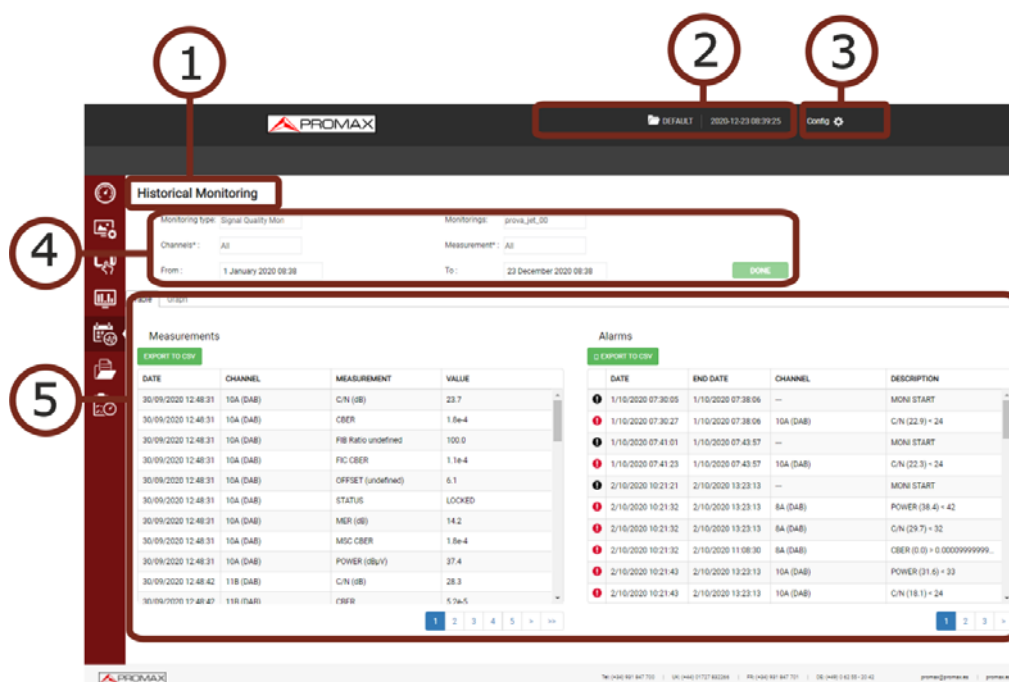 1
2
3
PROMAX
DEFAULT 2020-12-23 08:39:25 Config
Historical Monitoring
4
Monitoring type: Signal Quality Mon Monitorings: prova_jet_00
Channels* : All Measurement* : All
From : 1 January 2020 08:38 To : 23 December 2020 08:38 DONE
Table Graph
5
Measurements
EXPORT TO CSV
DATE CHANNEL MEASUREMENT VALUE
30/09/2020 12:48:31 10A (DAB) C/N (dB) 23.7
30/09/2020 12:48:31 10A (DAB) CBER 1.6e-4
30/09/2020 12:48:31 10A (DAB) FIB Ratio undefined 100.0
30/09/2020 12:48:31 10A (DAB) FIC CBER 1.1e-4
30/09/2020 12:48:31 10A (DAB) OFFSET (undefined) 6.1
30/09/2020 12:48:31 10A (DAB) STATUS LOCKED
30/09/2020 12:48:31 10A (DAB) MER (dB) 14.2
30/09/2020 12:48:31 10A (DAB) MSC CBER 1.8e-4
30/09/2020 12:48:31 10A (DAB) POWER (dBµV) 37.4
30/09/2020 12:48:42 11B (DAB) C/N (dB) 28.3
30/09/2020 12:48:42 11B (DAB) CBER 5.2e-5
1 2 3 4 5 > >>
Alarms
EXPORT TO CSV
DATE END DATE CHANNEL DESCRIPTION
1/10/2020 07:30:05 1/10/2020 07:38:06 --- MONI START
1/10/2020 07:30:27 1/10/2020 07:38:06 10A (DAB) C/N (22.9) < 24
1/10/2020 07:41:01 1/10/2020 07:43:57 --- MONI START
1/10/2020 07:41:23 1/10/2020 07:43:57 10A (DAB) C/N (22.3) < 24
2/10/2020 10:21:21 2/10/2020 13:23:13 --- MONI START
2/10/2020 10:21:32 2/10/2020 13:23:13 8A (DAB) POWER (38.4) < 42
2/10/2020 10:21:32 2/10/2020 13:23:13 8A (DAB) C/N (29.7) < 32
2/10/2020 10:21:32 2/10/2020 11:08:30 8A (DAB) CBER (0.0) > 0.00009999999...
2/10/2020 10:21:43 2/10/2020 13:23:13 10A (DAB) POWER (31.6) < 33
2/10/2020 10:21:43 2/10/2020 13:23:13 10A (DAB) C/N (18.1) < 24
1 2 3 >
PROMAX
promax@promax.es | promax.es